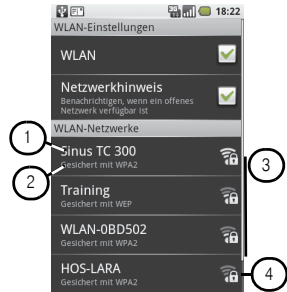 3G
18:22
WLAN-Einstellungen
WLAN
Netzwerkhinweis
Benachrichtigen, wenn ein offenes
Netzwerk verfügbar ist
WLAN-Netzwerke
1
Sinus TC 300
2
Gesichert mit WPA2
3
Training
Gesichert mit WEP
WLAN-0BD502
Gesichert mit WPA2
HOS-LARA
4
Gesichert mit WPA2